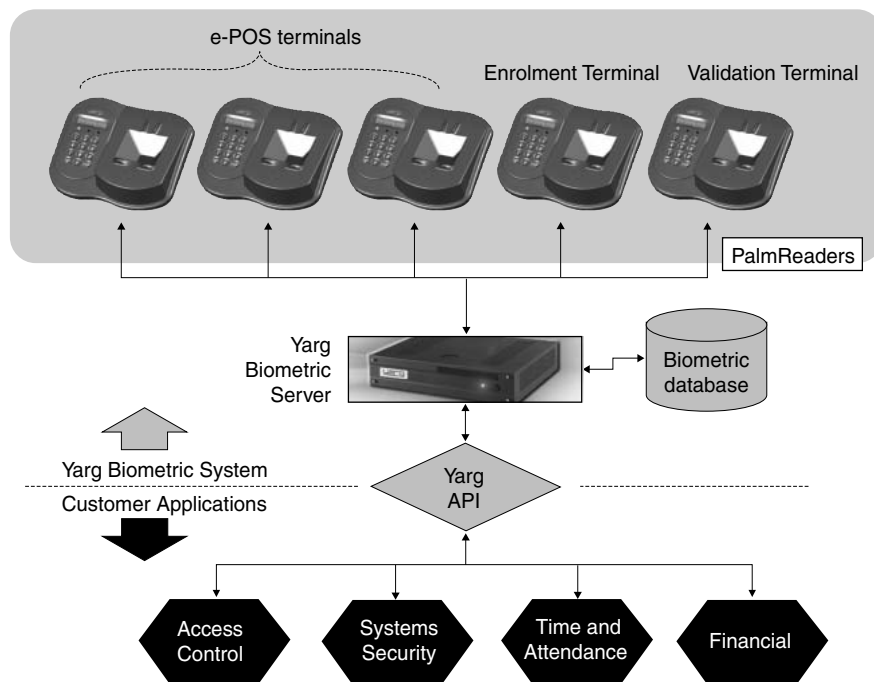 e-POS terminals
Enrolment Terminal
Validation Terminal
PalmReaders
Yarg
Biometric
Server
Biometric
database
Yarg Biometric System
Customer Applications
Yarg
API
Access
Control
Systems
Security
Time and
Attendance
Financial